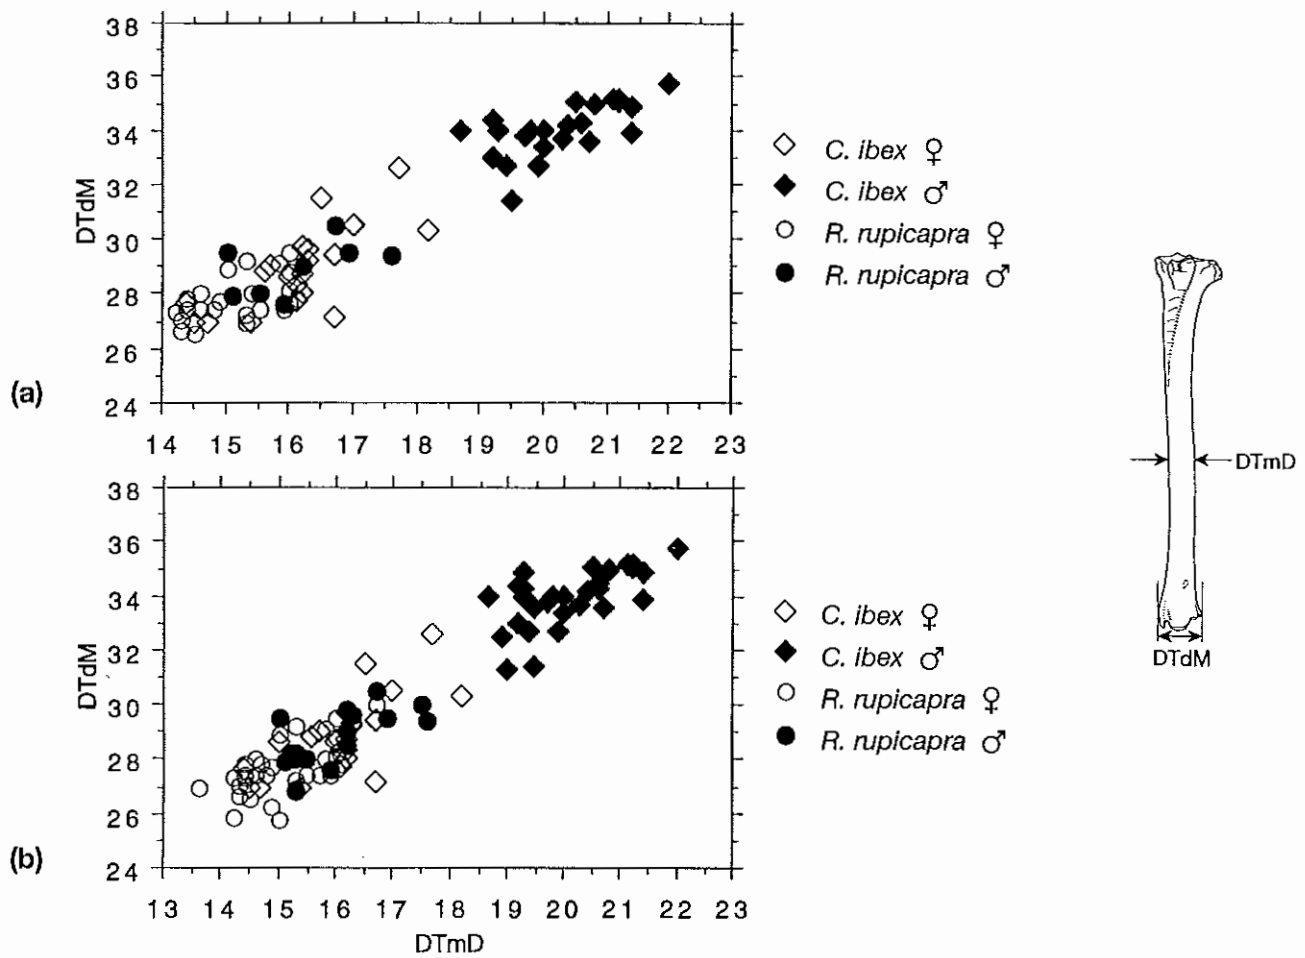 38
36
34
32
30
28
26
24
DTdM
(a)
14 15 16 17 18 19 20 21 22 23
◇ C. ibex ♀
◆ C. ibex ♂
○ R. rupicapra ♀
● R. rupicapra ♂
38
36
34
32
30
28
26
24
DTdM
(b)
13 14 15 16 17 18 19 20 21 22 23
DTmD
◇ C. ibex ♀
◆ C. ibex ♂
○ R. rupicapra ♀
● R. rupicapra ♂
DTmD
DTdM